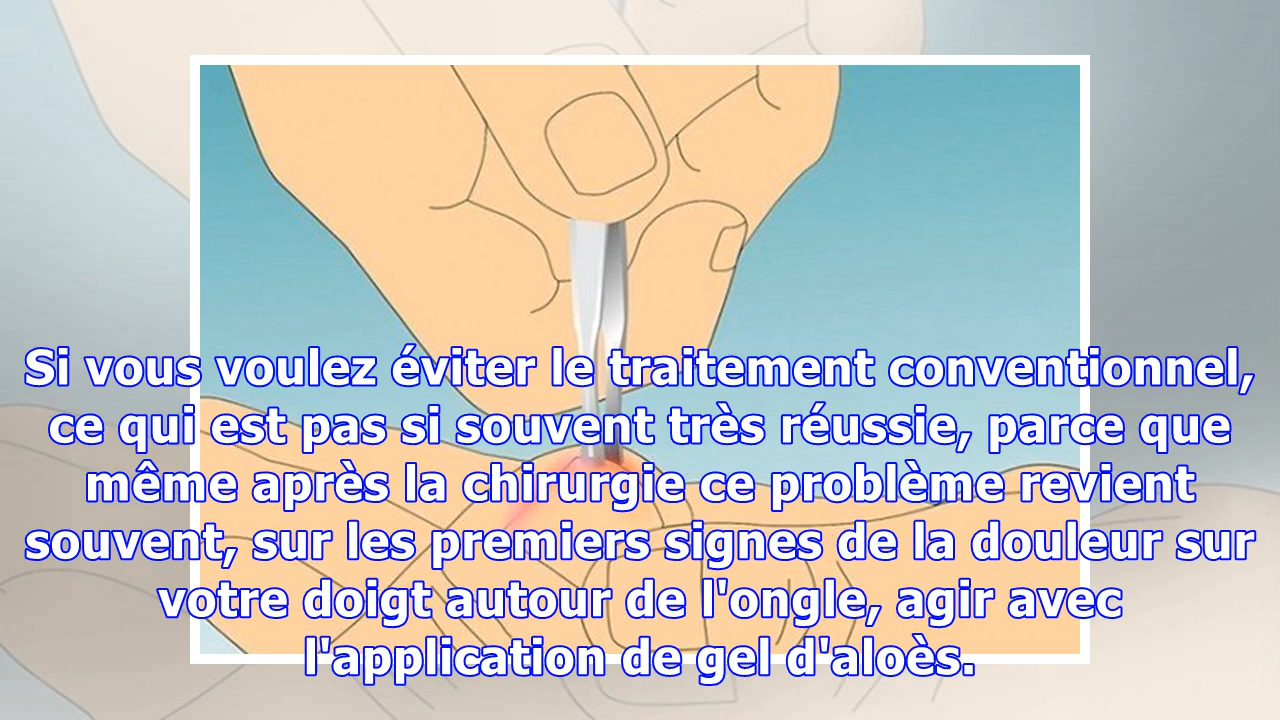 Si vous voulez éviter le traitement conventionnel,
ce qui est pas si souvent très réussie, parce que
même après la chirurgie ce problème revient
souvent, sur les premiers signes de la douleur sur
votre doigt autour de l'ongle, agir avec
l'application de gel d'aloès.